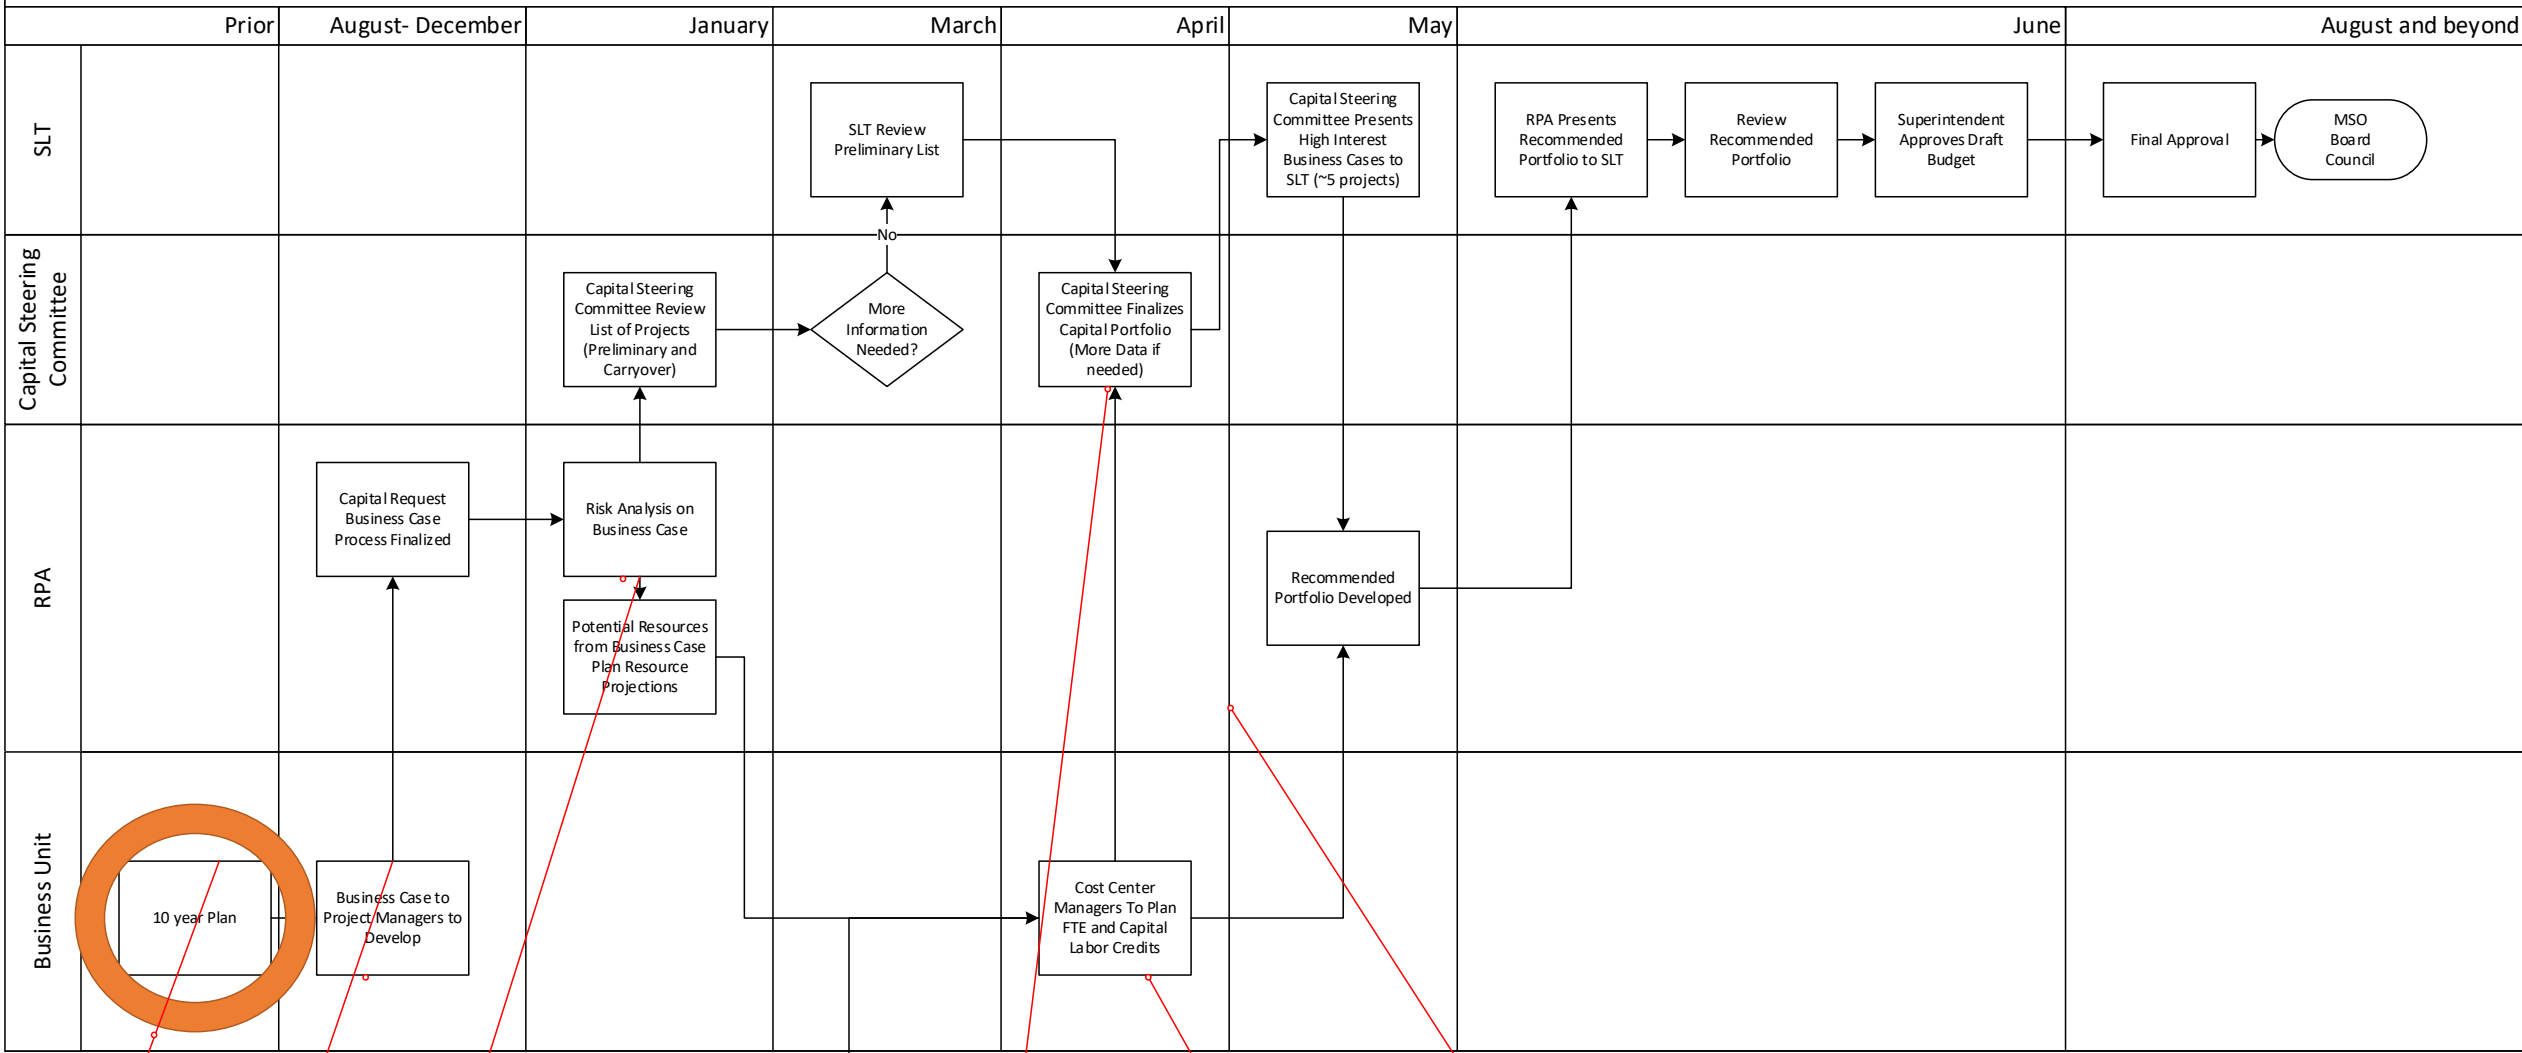 Prior
August- December
January
March
April
May
June
August and beyond
SLT
SLT Review
Preliminary List
Capital Steering
Committee Presents
High Interest
Business Cases to
SLT (~5 projects)
RPA Presents
Recommended
Portfolio to SLT
Review
Recommended
Portfolio
Superintendent
Approves Draft
Budget
Final Approval
MSO
Board
Council
No
Capital Steering
Committee
Capital Steering
Committee Review
List of Projects
(Preliminary and
Carryover)
More
Information
Needed?
Capital Steering
Committee Finalizes
Capital Portfolio
(More Data if
needed)
RPA
Capital Request
Business Case
Process Finalized
Risk Analysis on
Business Case
Potential Resources
from Business Case
Plan Resource
Projections
Recommended
Portfolio Developed
Business Unit
10 year Plan
Business Case to
Project Managers to
Develop
Cost Center
Managers To Plan
FTE and Capital
Labor Credits